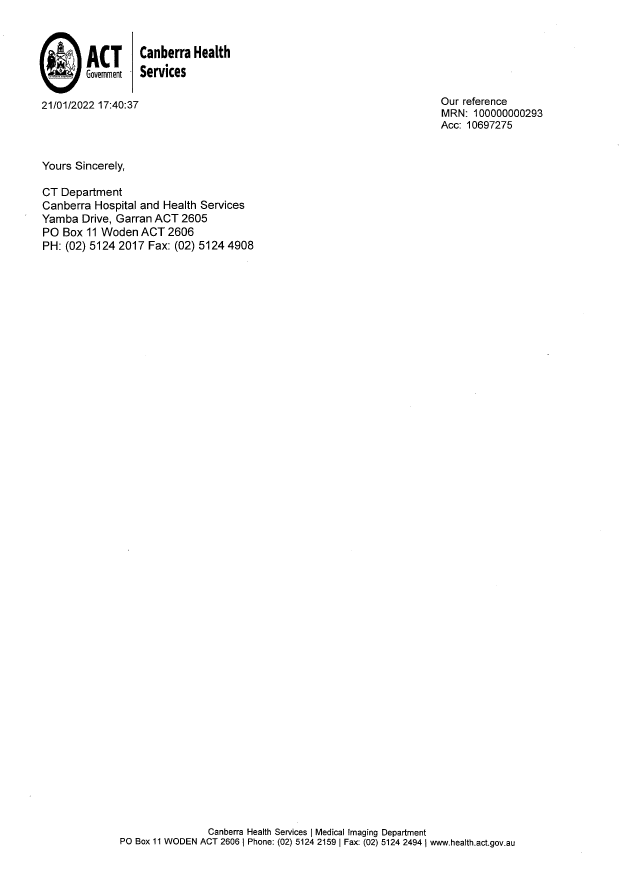 ACT
Government
Canberra Health
Services
21/01/2022 17:40:37
Our reference
MRN: 100000000293
Acc: 10697275
Yours Sincerely,
CT Department
Canberra Hospital and Health Services
Yamba Drive, Garran ACT 2605
PO Box 11 Woden ACT 2606
PH: (02) 5124 2017 Fax: (02) 5124 4908
Canberra Health Services | Medical Imaging Department
PO Box 11 WODEN ACT 2606 | Phone: (02) 5124 2159 | Fax: (02) 5124 2494 | www.health.act.gov.au